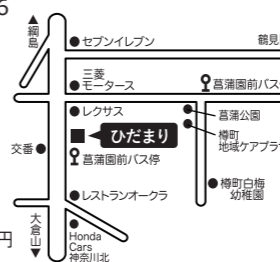 6
▲綱島
●セブンイレブン
鶴見
三菱
●モータース
菖蒲園前バス
●レクサス
菖蒲公園
■ ひだまり
樽町
地域ケアプラ
交番●
菖蒲園前バス停
●樽町白梅
幼稚園
●レストランオークラ
円
大倉山▼
Honda
Cars
神奈川北